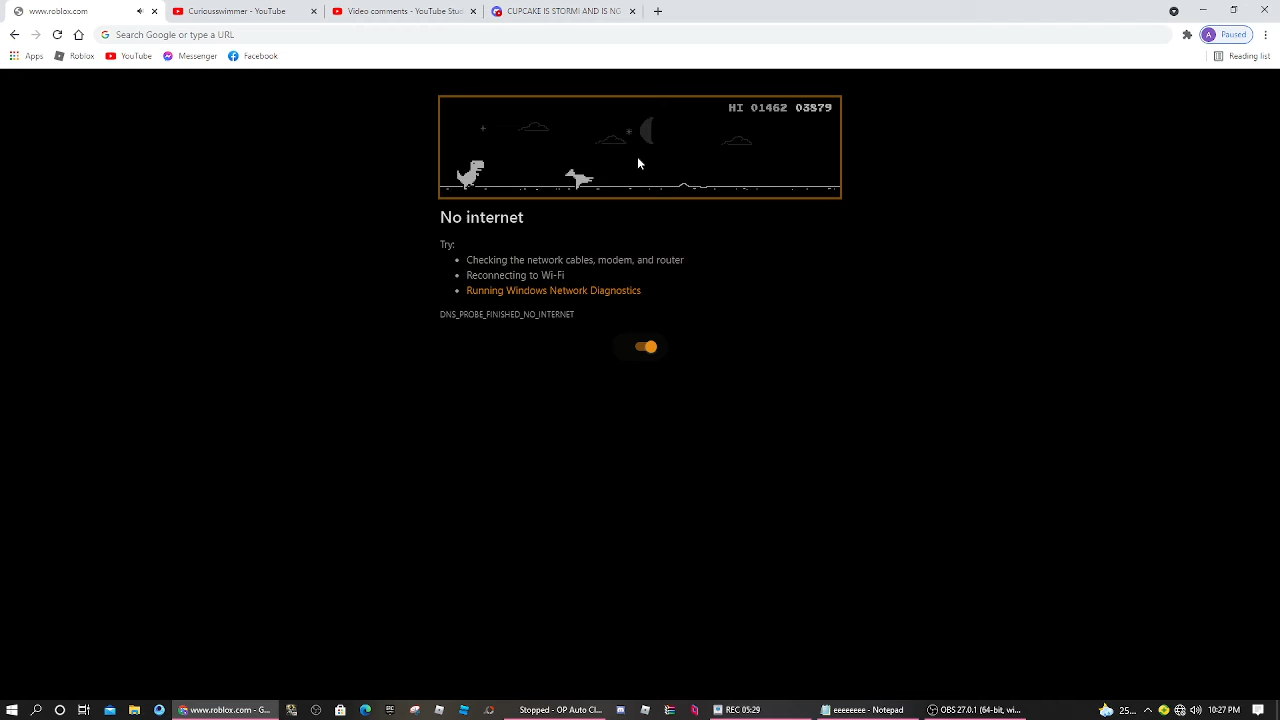 www.roblox.com
Curiousswimmer - YouTube
Video comments - YouTube Stu
CUPCAKE IS STORMI AND IS NG
Search Google or type a URL
A Paused
Apps
Roblox
YouTube
Messenger
Facebook
Reading list
HI 01462 03879
No internet
Try:
• Checking the network cables, modem, and router
• Reconnecting to Wi-Fi
• Running Windows Network Diagnostics
DNS_PROBE_FINISHED_NO_INTERNET
www.roblox.com - G...
Stopped - OP Auto Cl...
REC 05:29
eeeeeeee - Notepad
OBS 27.0.1 (64-bit, wi...
10:27 PM